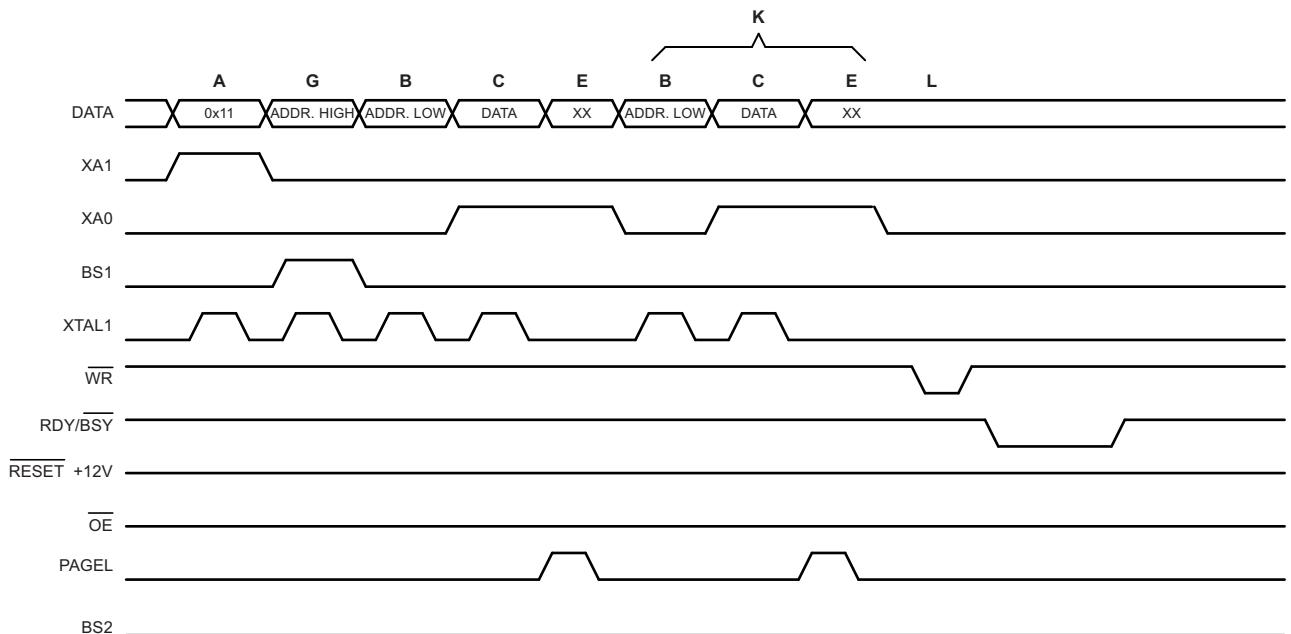 K
A G B C E B C E L
DATA 0x11 ADDR. HIGH ADDR. LOW DATA XX ADDR. LOW DATA XX
XA1
XA0
BS1
XTAL1
WR
RDY/BSY
RESET +12V
OE
PAGEL
BS2